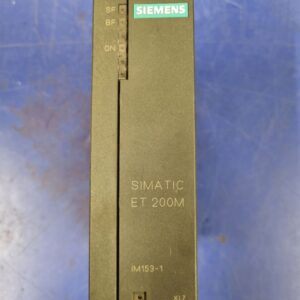 SF
SIEMENS
BF
ON
SIMATIC
ET 200M
IM153-1